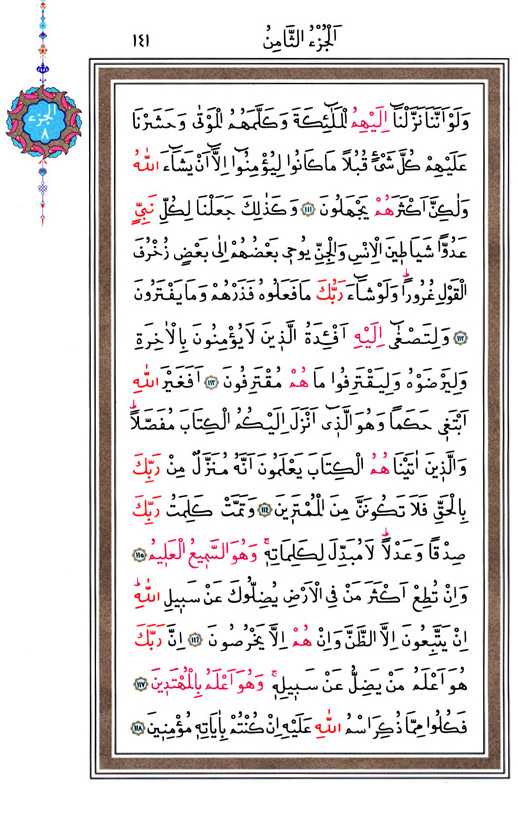 اَلْجُزْءُ الثَّامِنُ ١٤١
الجزء
٨
وَلَوْ اَنَّنَا نَزَّلْنَٓا اِلَيْهِمُ الْمَلٰٓئِكَةَ وَكَلَّمَهُمُ الْمَوْتٰى وَحَشَرْنَا
عَلَيْهِمْ كُلَّ شَيْءٍ قُبُلًا مَا كَانُوا لِيُؤْمِنُٓوا اِلَّٓا اَنْ يَشَٓاءَ اللّٰهُ
وَلٰكِنَّ اَكْثَرَهُمْ يَجْهَلُونَ ﴿١١١﴾ وَكَذٰلِكَ جَعَلْنَا لِكُلِّ نَبِيٍّ
عَدُوًّا شَيَاطٖينَ الْاِنْسِ وَالْجِنِّ يُوحٖي بَعْضُهُمْ اِلٰى بَعْضٍ زُخْرُفَ
الْقَوْلِ غُرُورًاۜ وَلَوْ شَٓاءَ رَبُّكَ مَا فَعَلُوهُ فَذَرْهُمْ وَمَا يَفْتَرُونَ
﴿١١٢﴾ وَلِتَصْغٰٓى اِلَيْهِ اَفْـِٔدَةُ الَّذٖينَ لَا يُؤْمِنُونَ بِالْاٰخِرَةِ
وَلِيَرْضَوْهُ وَلِيَقْتَرِفُوا مَا هُمْ مُقْتَرِفُونَ ﴿١١٣﴾ اَفَغَيْرَ اللّٰهِ
اَبْتَغٖي حَكَمًا وَهُوَ الَّذٖٓي اَنْزَلَ اِلَيْكُمُ الْكِتَابَ مُفَصَّلًاۜ
وَالَّذٖينَ اٰتَيْنَاهُمُ الْكِتَابَ يَعْلَمُونَ اَنَّهُ مُنَزَّلٌ مِنْ رَبِّكَ
بِالْحَقِّ فَلَا تَكُونَنَّ مِنَ الْمُمْتَرٖينَ ﴿١١٤﴾ وَتَمَّتْ كَلِمَتُ رَبِّكَ
صِدْقًا وَعَدْلًاۜ لَا مُبَدِّلَ لِكَلِمَاتِهٖۚ وَهُوَ السَّمٖيعُ الْعَلٖيمُ ﴿١١٥﴾
وَاِنْ تُطِعْ اَكْثَرَ مَنْ فِي الْاَرْضِ يُضِلُّوكَ عَنْ سَبٖيلِ اللّٰهِۜ
اِنْ يَتَّبِعُونَ اِلَّا الظَّنَّ وَاِنْ هُمْ اِلَّا يَخْرُصُونَ ﴿١١٦﴾ اِنَّ رَبَّكَ
هُوَ اَعْلَمُ مَنْ يَضِلُّ عَنْ سَبٖيلِهٖۚ وَهُوَ اَعْلَمُ بِالْمُهْتَدٖينَ ﴿١١٧﴾
فَكُلُوا مِمَّا ذُكِرَ اسْمُ اللّٰهِ عَلَيْهِ اِنْ كُنْتُمْ بِاٰيَاتِهٖ مُؤْمِنٖينَ ﴿١١٨﴾